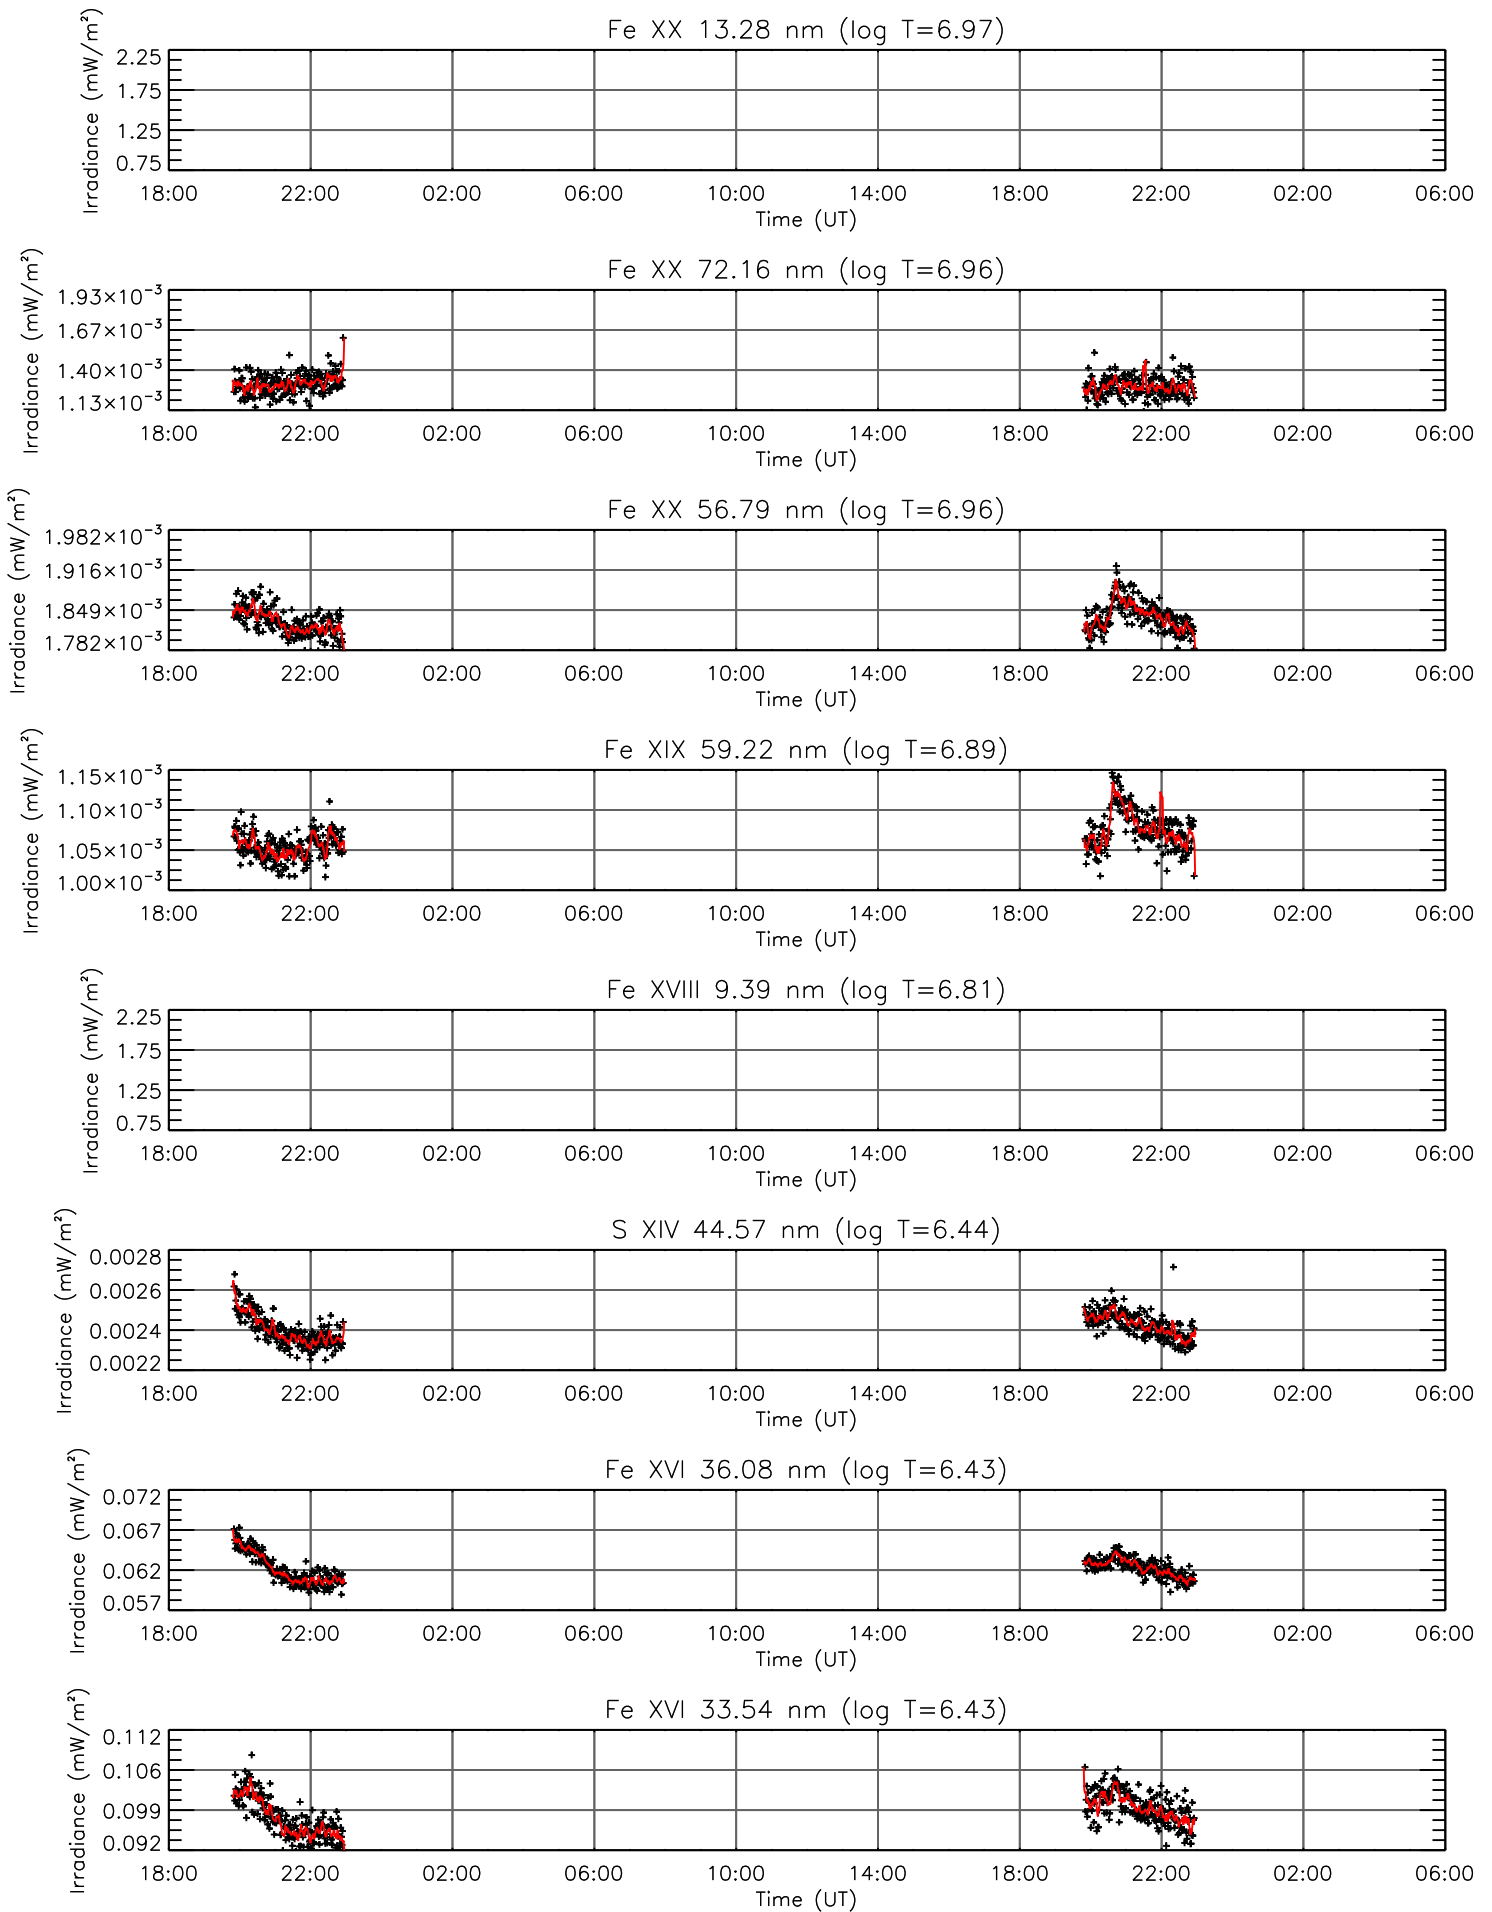 Fe XX 13.28 nm (log T=6.97)
Irradiance (mW/m²)
2.25
1.75
1.25
0.75
18:00 22:00 02:00 06:00 10:00 14:00 18:00 22:00 02:00 06:00
Time (UT)
Fe XX 72.16 nm (log T=6.96)
Irradiance (mW/m²)
1.93×10⁻³
1.67×10⁻³
1.40×10⁻³
1.13×10⁻³
18:00 22:00 02:00 06:00 10:00 14:00 18:00 22:00 02:00 06:00
Time (UT)
Fe XX 56.79 nm (log T=6.96)
Irradiance (mW/m²)
1.982×10⁻³
1.916×10⁻³
1.849×10⁻³
1.782×10⁻³
18:00 22:00 02:00 06:00 10:00 14:00 18:00 22:00 02:00 06:00
Time (UT)
Fe XIX 59.22 nm (log T=6.89)
Irradiance (mW/m²)
1.15×10⁻³
1.10×10⁻³
1.05×10⁻³
1.00×10⁻³
18:00 22:00 02:00 06:00 10:00 14:00 18:00 22:00 02:00 06:00
Time (UT)
Fe XVIII 9.39 nm (log T=6.81)
Irradiance (mW/m²)
2.25
1.75
1.25
0.75
18:00 22:00 02:00 06:00 10:00 14:00 18:00 22:00 02:00 06:00
Time (UT)
S XIV 44.57 nm (log T=6.44)
Irradiance (mW/m²)
0.0028
0.0026
0.0024
0.0022
18:00 22:00 02:00 06:00 10:00 14:00 18:00 22:00 02:00 06:00
Time (UT)
Fe XVI 36.08 nm (log T=6.43)
Irradiance (mW/m²)
0.072
0.067
0.062
0.057
18:00 22:00 02:00 06:00 10:00 14:00 18:00 22:00 02:00 06:00
Time (UT)
Fe XVI 33.54 nm (log T=6.43)
Irradiance (mW/m²)
0.112
0.106
0.099
0.092
18:00 22:00 02:00 06:00 10:00 14:00 18:00 22:00 02:00 06:00
Time (UT)